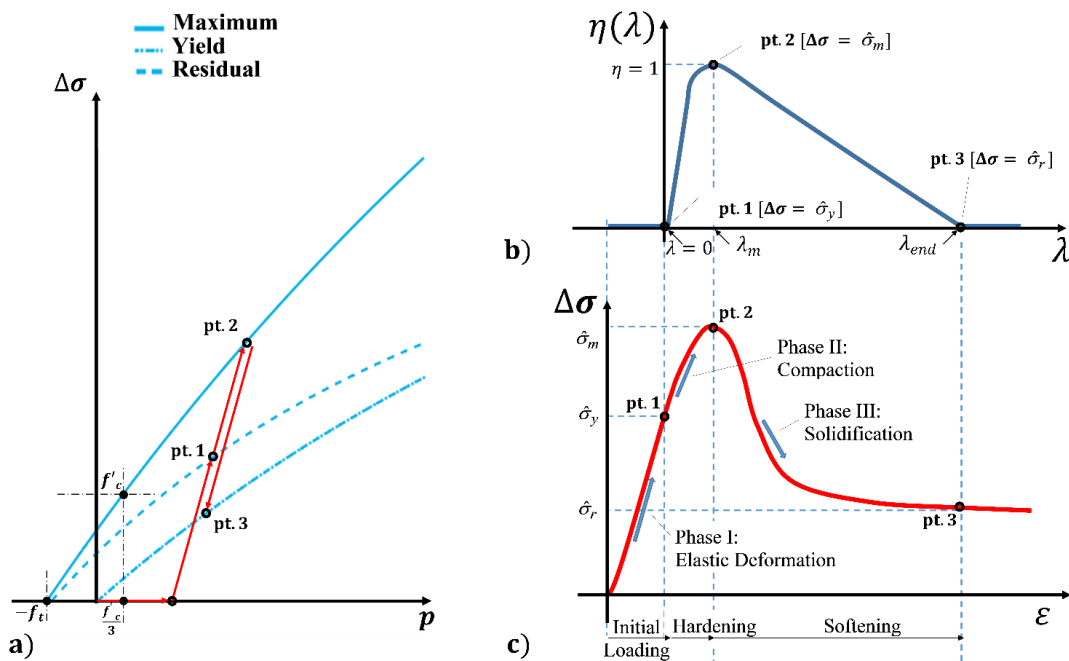 Maximum
Yield
Residual
Δσ
pt. 2
pt. 1
pt. 3
f′c
−ft
f′c/3
p
a)
η(λ)
η = 1
pt. 2 [Δσ = σ̂m]
pt. 3 [Δσ = σ̂r]
pt. 1 [Δσ = σ̂y]
λ = 0
λm
λend
λ
b)
Δσ
σ̂m
pt. 2
Phase II:
Compaction
pt. 1
σ̂y
Phase III:
Solidification
σ̂r
pt. 3
Phase I:
Elastic Deformation
Initial
Loading
Hardening
Softening
ε
c)